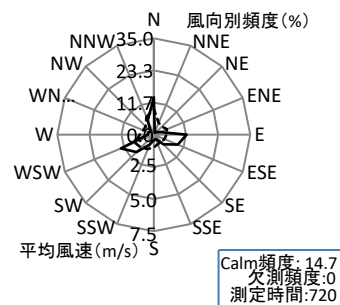 N 風向別頻度(%)
35.0
NNW NNE
NW 23.3 NE
WN... 11.7 ENE
W 0.0 E
WSW 2.5 ESE
SW 5.0 SE
SSW SSE
平均風速(m/s) 7.5
S
Calm頻度: 14.7
欠測頻度:0
測定時間:720